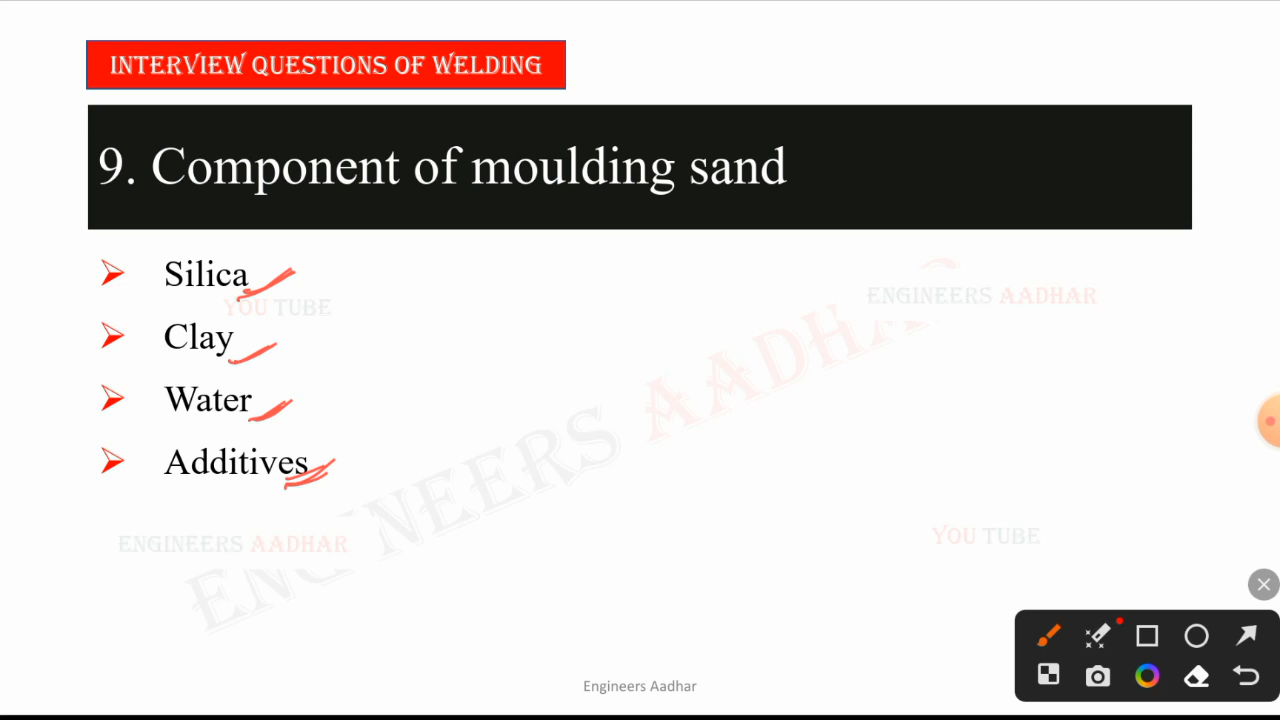 INTERVIEW QUESTIONS OF WELDING
9. Component of moulding sand
Silica
YOU TUBE
ENGINEERS AADHAR
Clay
Water
Additives
ENGINEERS AADHAR
YOU TUBE
ENGINEERS AADHAR
Engineers Aadhar